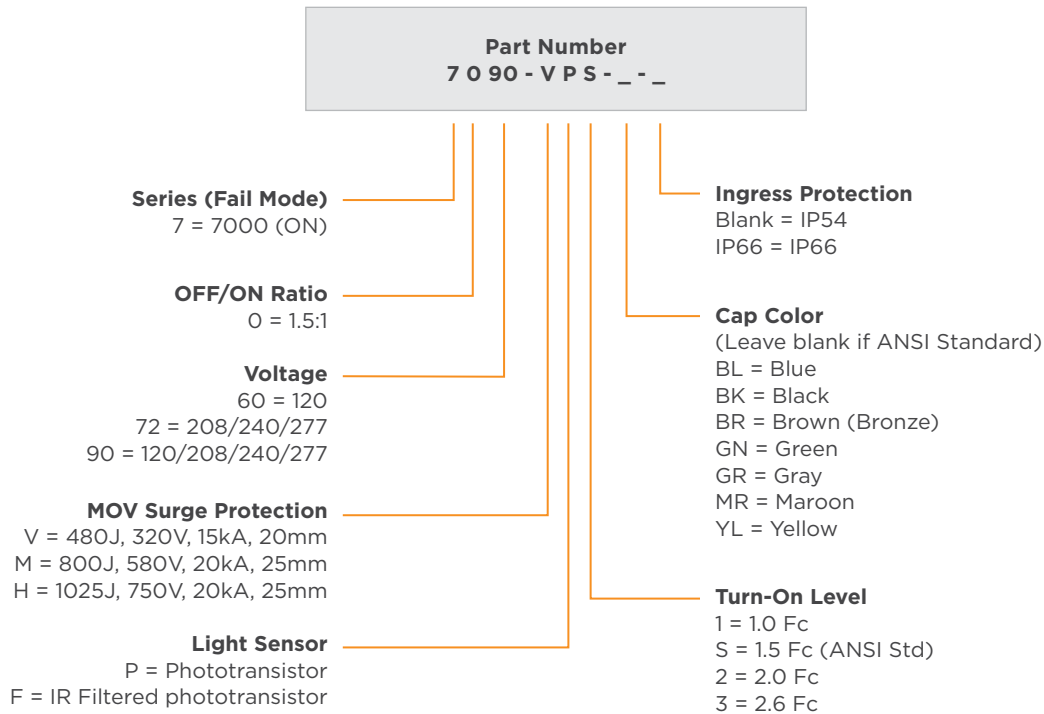 Part Number
7 0 90 - V P S - _ - _
Series (Fail Mode)
7 = 7000 (ON)
OFF/ON Ratio
0 = 1.5:1
Voltage
60 = 120
72 = 208/240/277
90 = 120/208/240/277
MOV Surge Protection
V = 480J, 320V, 15kA, 20mm
M = 800J, 580V, 20kA, 25mm
H = 1025J, 750V, 20kA, 25mm
Light Sensor
P = Phototransistor
F = IR Filtered phototransistor
Ingress Protection
Blank = IP54
IP66 = IP66
Cap Color
(Leave blank if ANSI Standard)
BL = Blue
BK = Black
BR = Brown (Bronze)
GN = Green
GR = Gray
MR = Maroon
YL = Yellow
Turn-On Level
1 = 1.0 Fc
S = 1.5 Fc (ANSI Std)
2 = 2.0 Fc
3 = 2.6 Fc